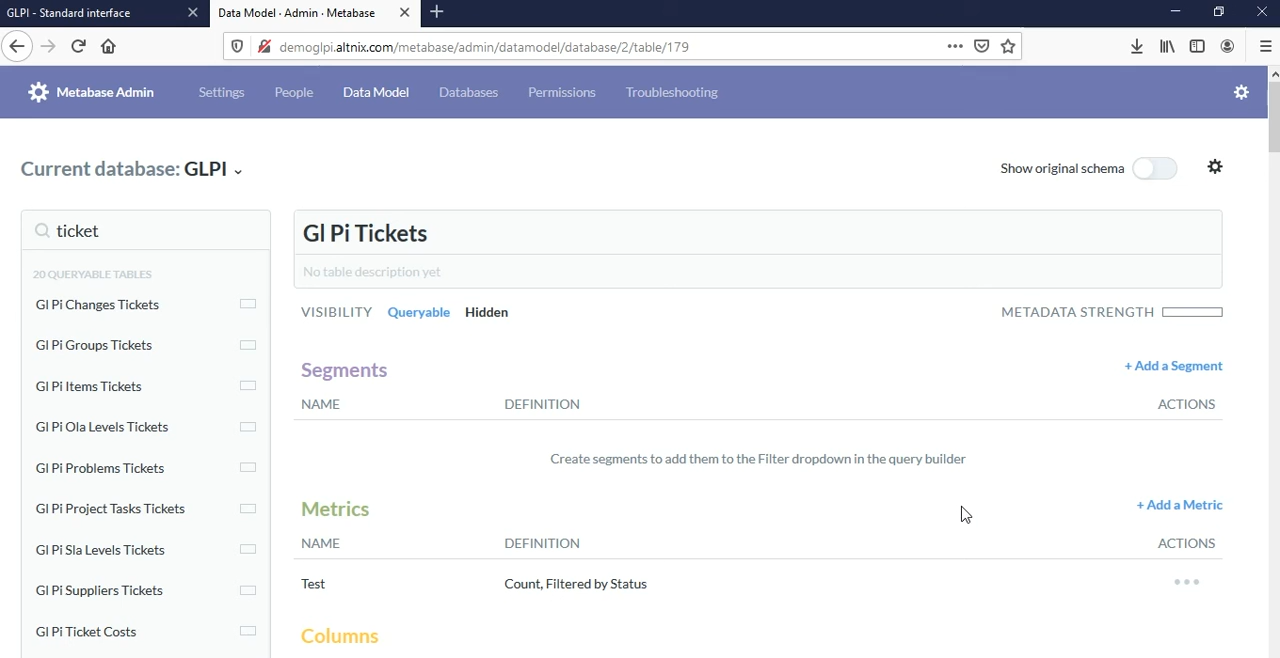 GLPI - Standard interface
Data Model · Admin · Metabase
demoglpi.altnix.com/metabase/admin/datamodel/database/2/table/179
Metabase Admin Settings People Data Model Databases Permissions Troubleshooting
Current database: GLPI
Show original schema
ticket
20 QUERYABLE TABLES
Gl Pi Changes Tickets
Gl Pi Groups Tickets
Gl Pi Items Tickets
Gl Pi Ola Levels Tickets
Gl Pi Problems Tickets
Gl Pi Project Tasks Tickets
Gl Pi Sla Levels Tickets
Gl Pi Suppliers Tickets
Gl Pi Ticket Costs
Gl Pi Tickets
No table description yet
VISIBILITY Queryable Hidden
METADATA STRENGTH
Segments
+ Add a Segment
NAME DEFINITION ACTIONS
Create segments to add them to the Filter dropdown in the query builder
Metrics
+ Add a Metric
NAME DEFINITION ACTIONS
Test Count, Filtered by Status
Columns